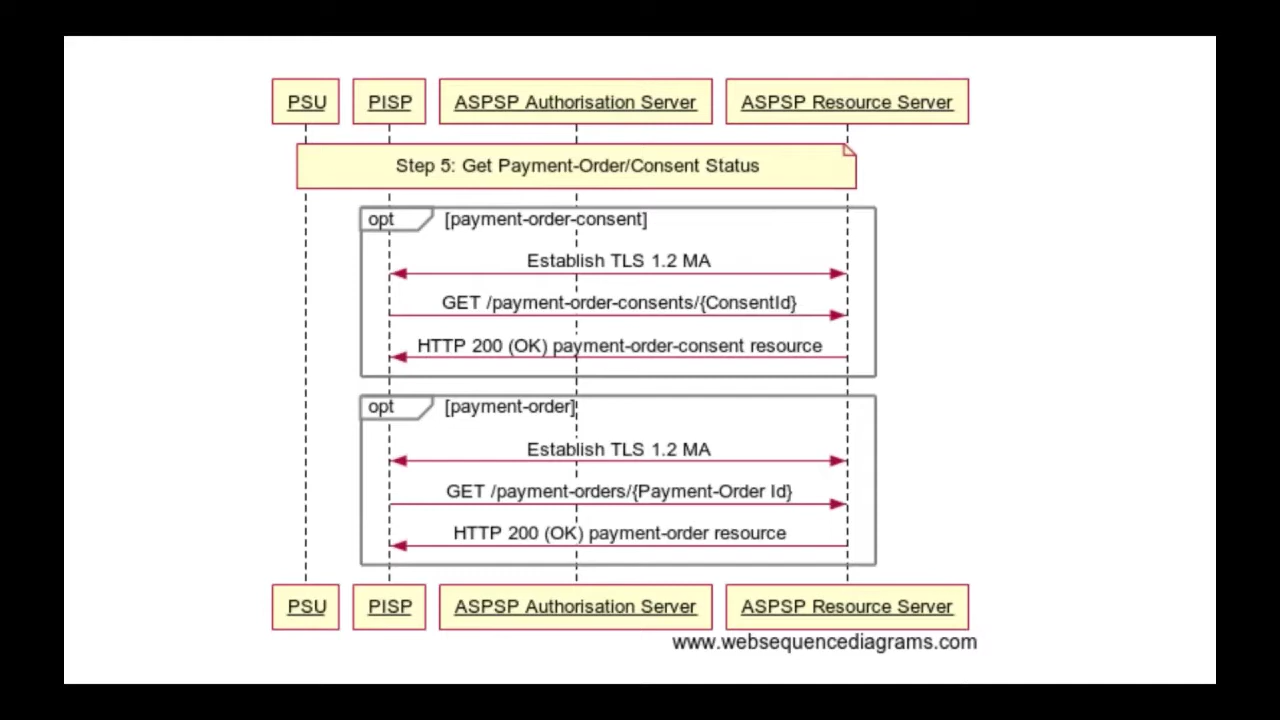 PSU PISP ASPSP Authorisation Server ASPSP Resource Server
Step 5: Get Payment-Order/Consent Status
opt [payment-order-consent]
Establish TLS 1.2 MA
GET /payment-order-consents/{ConsentId}
HTTP 200 (OK) payment-order-consent resource
opt [payment-order]
Establish TLS 1.2 MA
GET /payment-orders/{Payment-Order Id}
HTTP 200 (OK) payment-order resource
PSU PISP ASPSP Authorisation Server ASPSP Resource Server
www.websequencediagrams.com